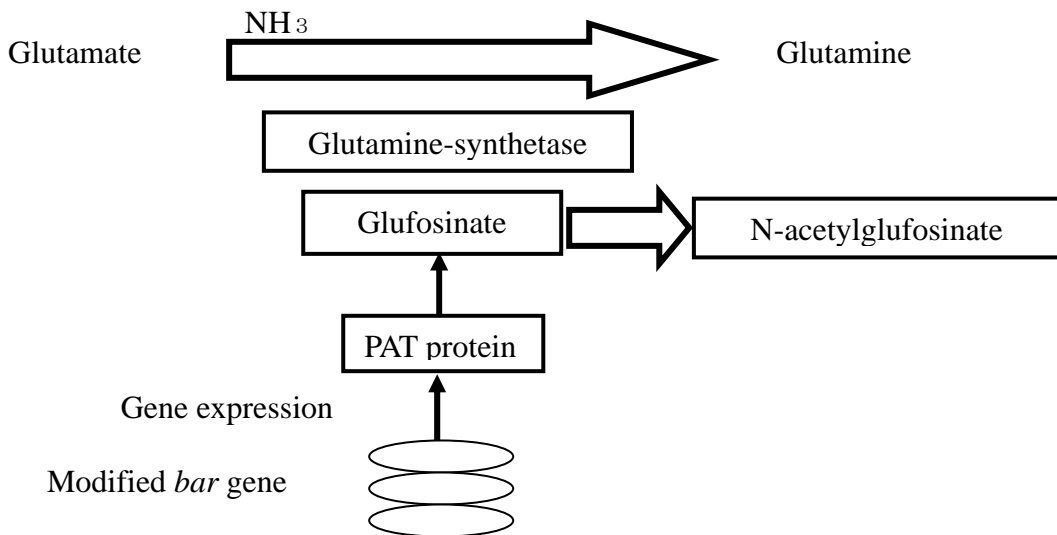 NH３
Glutamate
Glutamine
Glutamine-synthetase
Glufosinate
N-acetylglufosinate
PAT protein
Gene expression
Modified bar gene